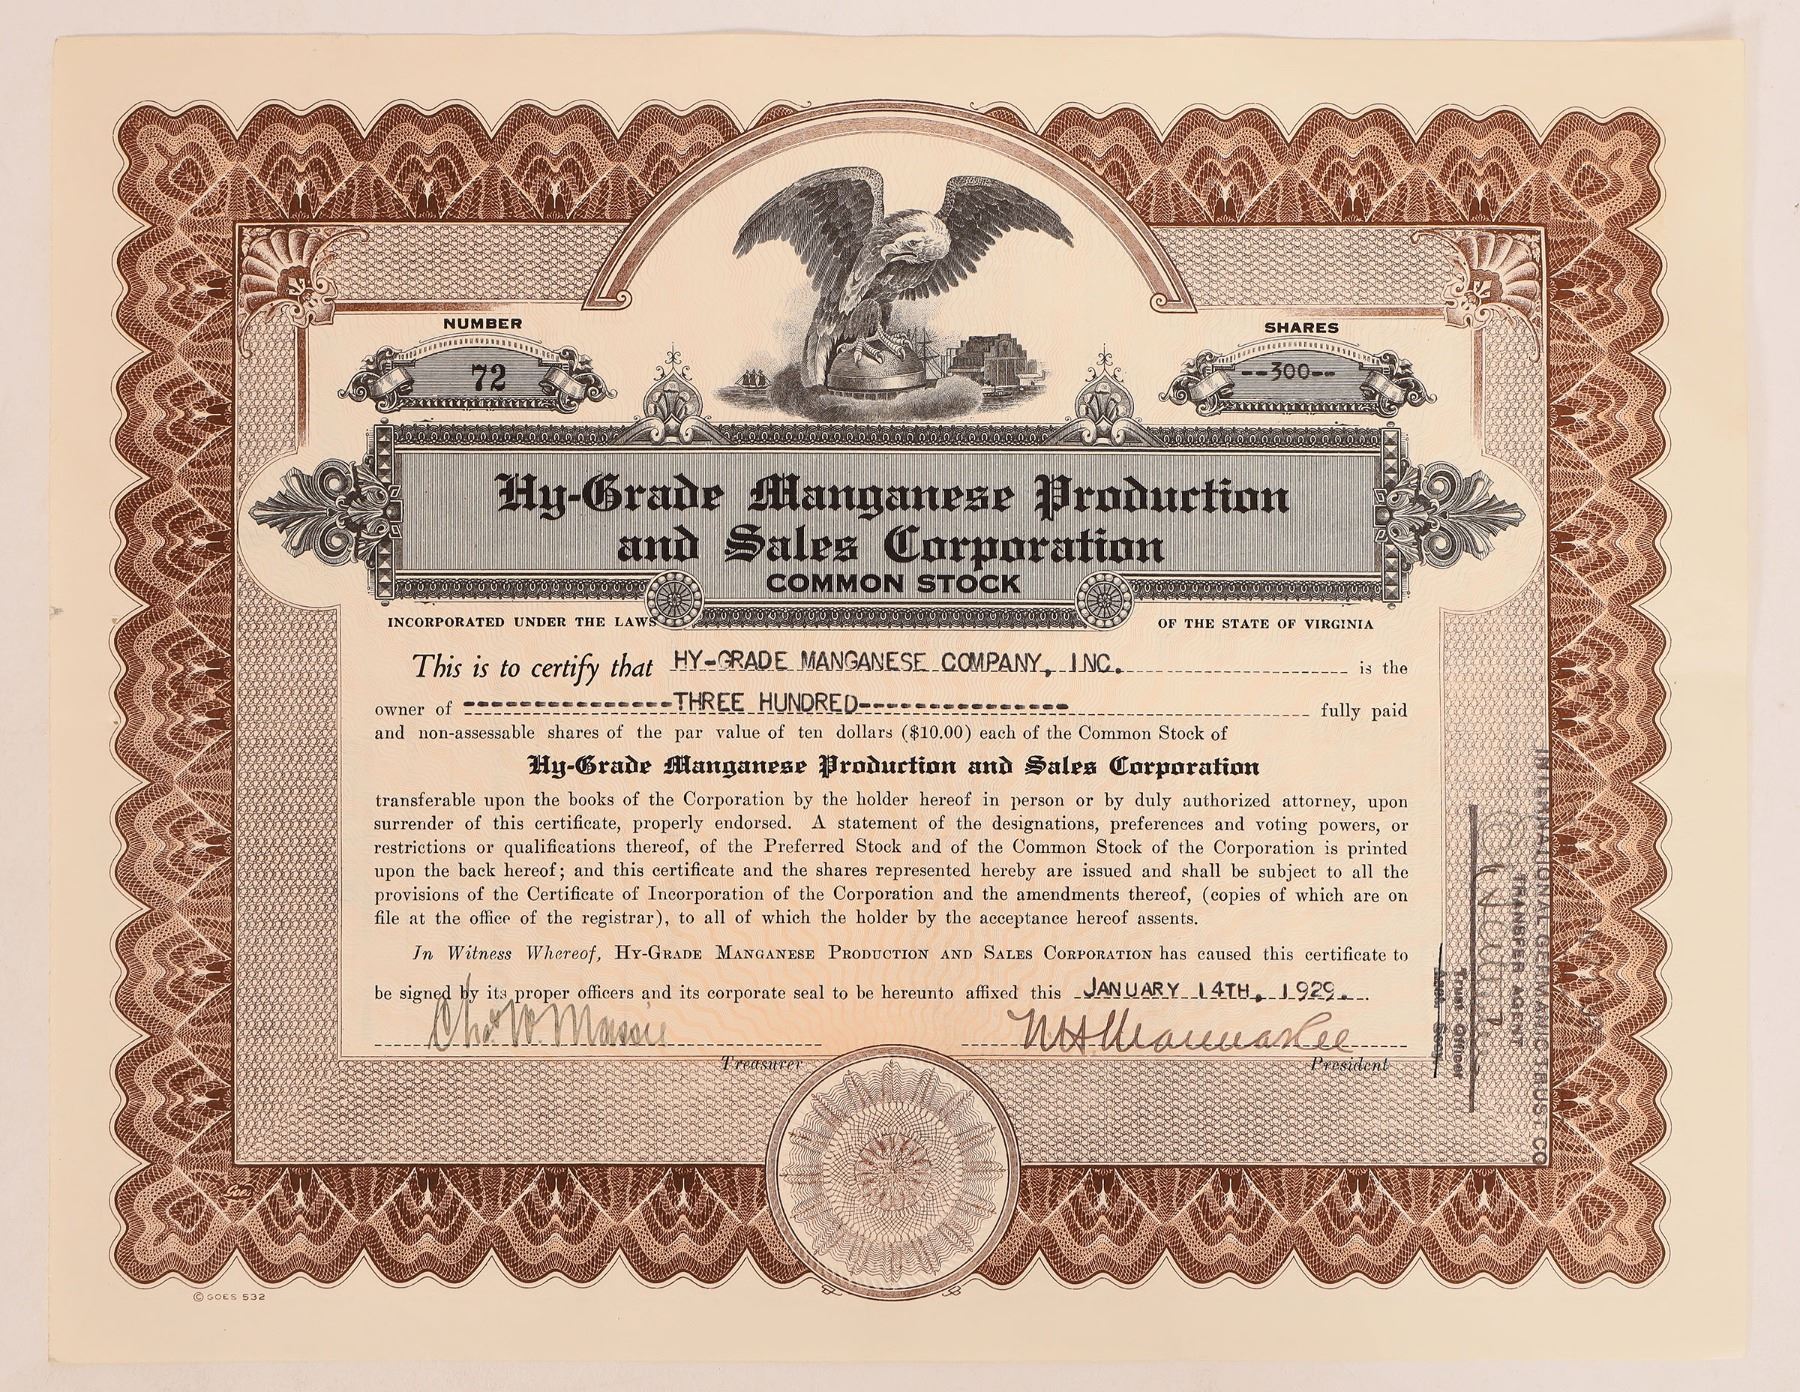 NUMBER
SHARES
72
--300--
Hy-Grade Manganese Production
and Sales Corporation
COMMON STOCK
INCORPORATED UNDER THE LAWS OF THE STATE OF VIRGINIA
This is to certify that HY-GRADE MANGANESE COMPANY, INC. is the
owner of THREE HUNDRED fully paid
and non-assessable shares of the par value of ten dollars ($10.00) each of the Common Stock of
Hy-Grade Manganese Production and Sales Corporation
transferable upon the books of the Corporation by the holder hereof in person or by duly authorized attorney, upon
surrender of this certificate, properly endorsed. A statement of the designations, preferences and voting powers, or
restrictions or qualifications thereof, of the Preferred Stock and of the Common Stock of the Corporation is printed
upon the back hereof; and this certificate and the shares represented hereby are issued and shall be subject to all the
provisions of the Certificate of Incorporation of the Corporation and the amendments thereof, (copies of which are on
file at the office of the registrar), to all of which the holder by the acceptance hereof assents.
In Witness Whereof, HY-GRADE MANGANESE PRODUCTION AND SALES CORPORATION has caused this certificate to
be signed by its proper officers and its corporate seal to be hereunto affixed this JANUARY 14TH, 1929.
Chas W. Massie
Treasurer
President
INTERNATIONAL GERMANIC TRUST CO
TRANSFER AGENT
Trust Officer
Asst. Secy.
Goes
© GOES 532